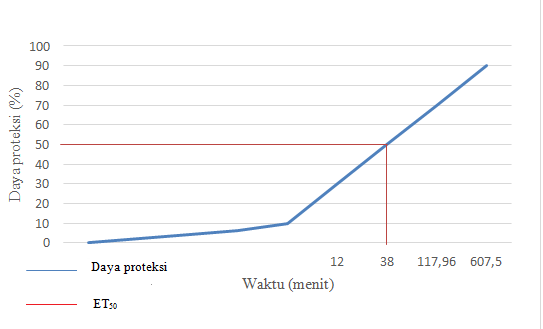 Daya proteksi (%)
100
90
80
70
60
50
40
30
20
10
0
12 38 117,96 607,5
Waktu (menit)
Daya proteksi
ET50